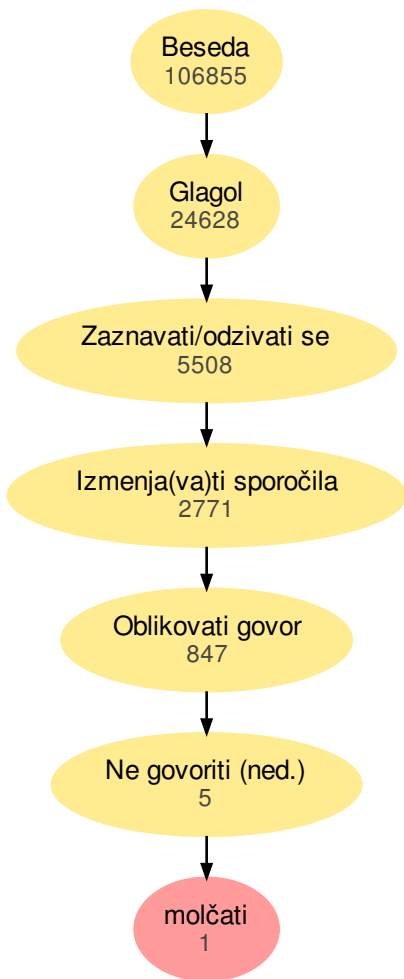 Beseda
106855
Glagol
24628
Zaznavati/odzivati se
5508
Izmenja(va)ti sporočila
2771
Oblikovati govor
847
Ne govoriti (ned.)
5
molčati
1